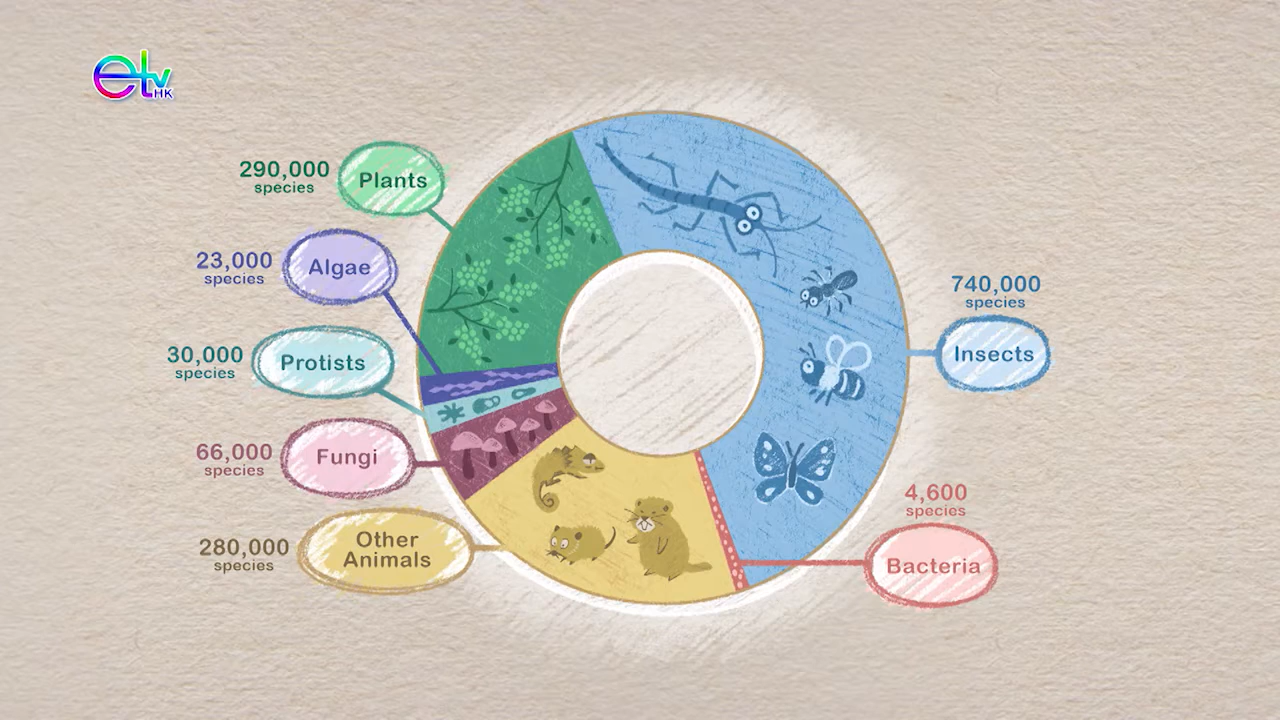 etv
HK
290,000
species
Plants
23,000
species
Algae
30,000
species
Protists
66,000
species
Fungi
280,000
species
Other
Animals
740,000
species
Insects
4,600
species
Bacteria